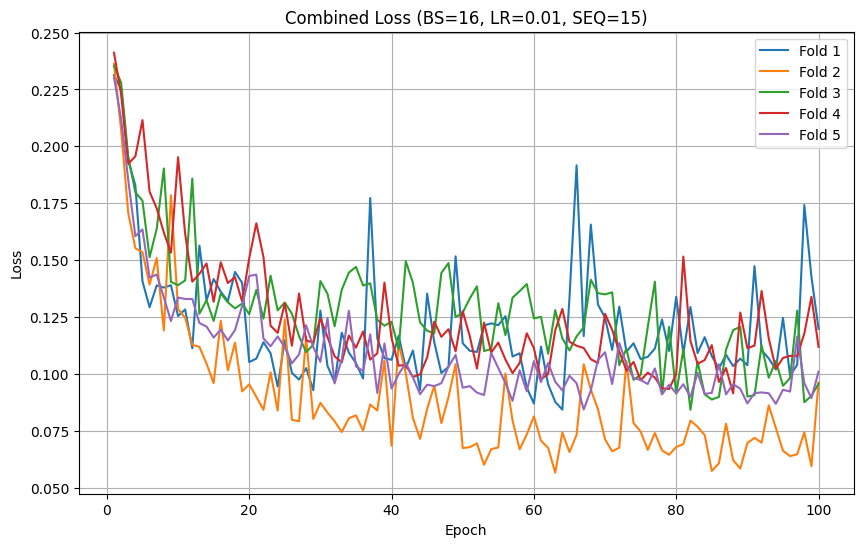 Combined Loss (BS=16, LR=0.01, SEQ=15)
0.250
0.225
0.200
0.175
0.150
0.125
0.100
0.075
0.050
Loss
Fold 1
Fold 2
Fold 3
Fold 4
Fold 5
0 20 40 60 80 100
Epoch